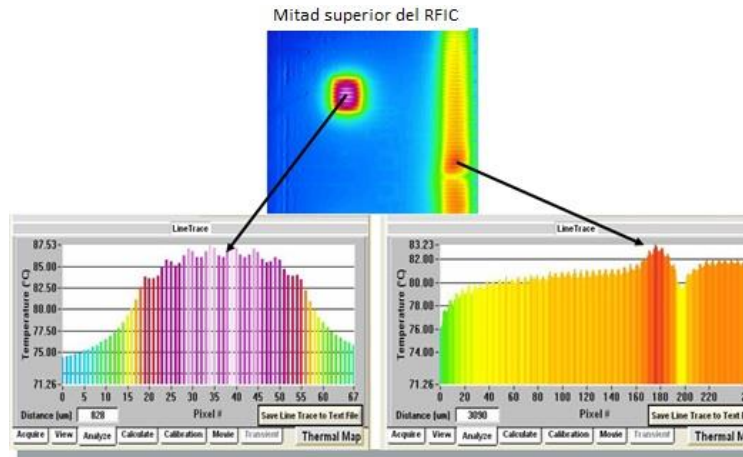 Mitad superior del RFIC
LineTrace
87.53
85.00
82.50
80.00
77.50
75.00
71.26
Temperature (°C)
0 5 10 15 20 25 30 35 40 45 50 55 60 67
Distance (um) 828 Pixel # Save Line Trace to Text File
Acquire View Analyze Calculate Calibration Movie Transient Thermal Map
LineTrace
83.23
82.00
80.00
78.00
76.00
74.00
71.26
Temperature (°C)
0 20 40 60 80 100 120 140 160 180 200 220
Distance (um) 3090 Pixel # Save Line Trace to Text
Acquire View Analyze Calculate Calibration Movie Transient Thermal Ma